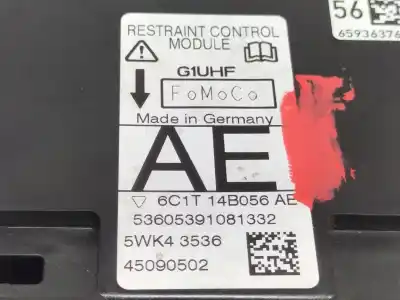 RESTRAINT CONTROL
MODULE
G1UHF
FoMoCo
Made in Germany
AE
6C1T 14B056 AE
53605391081332
5WK4 3536
45090502
56
65936376